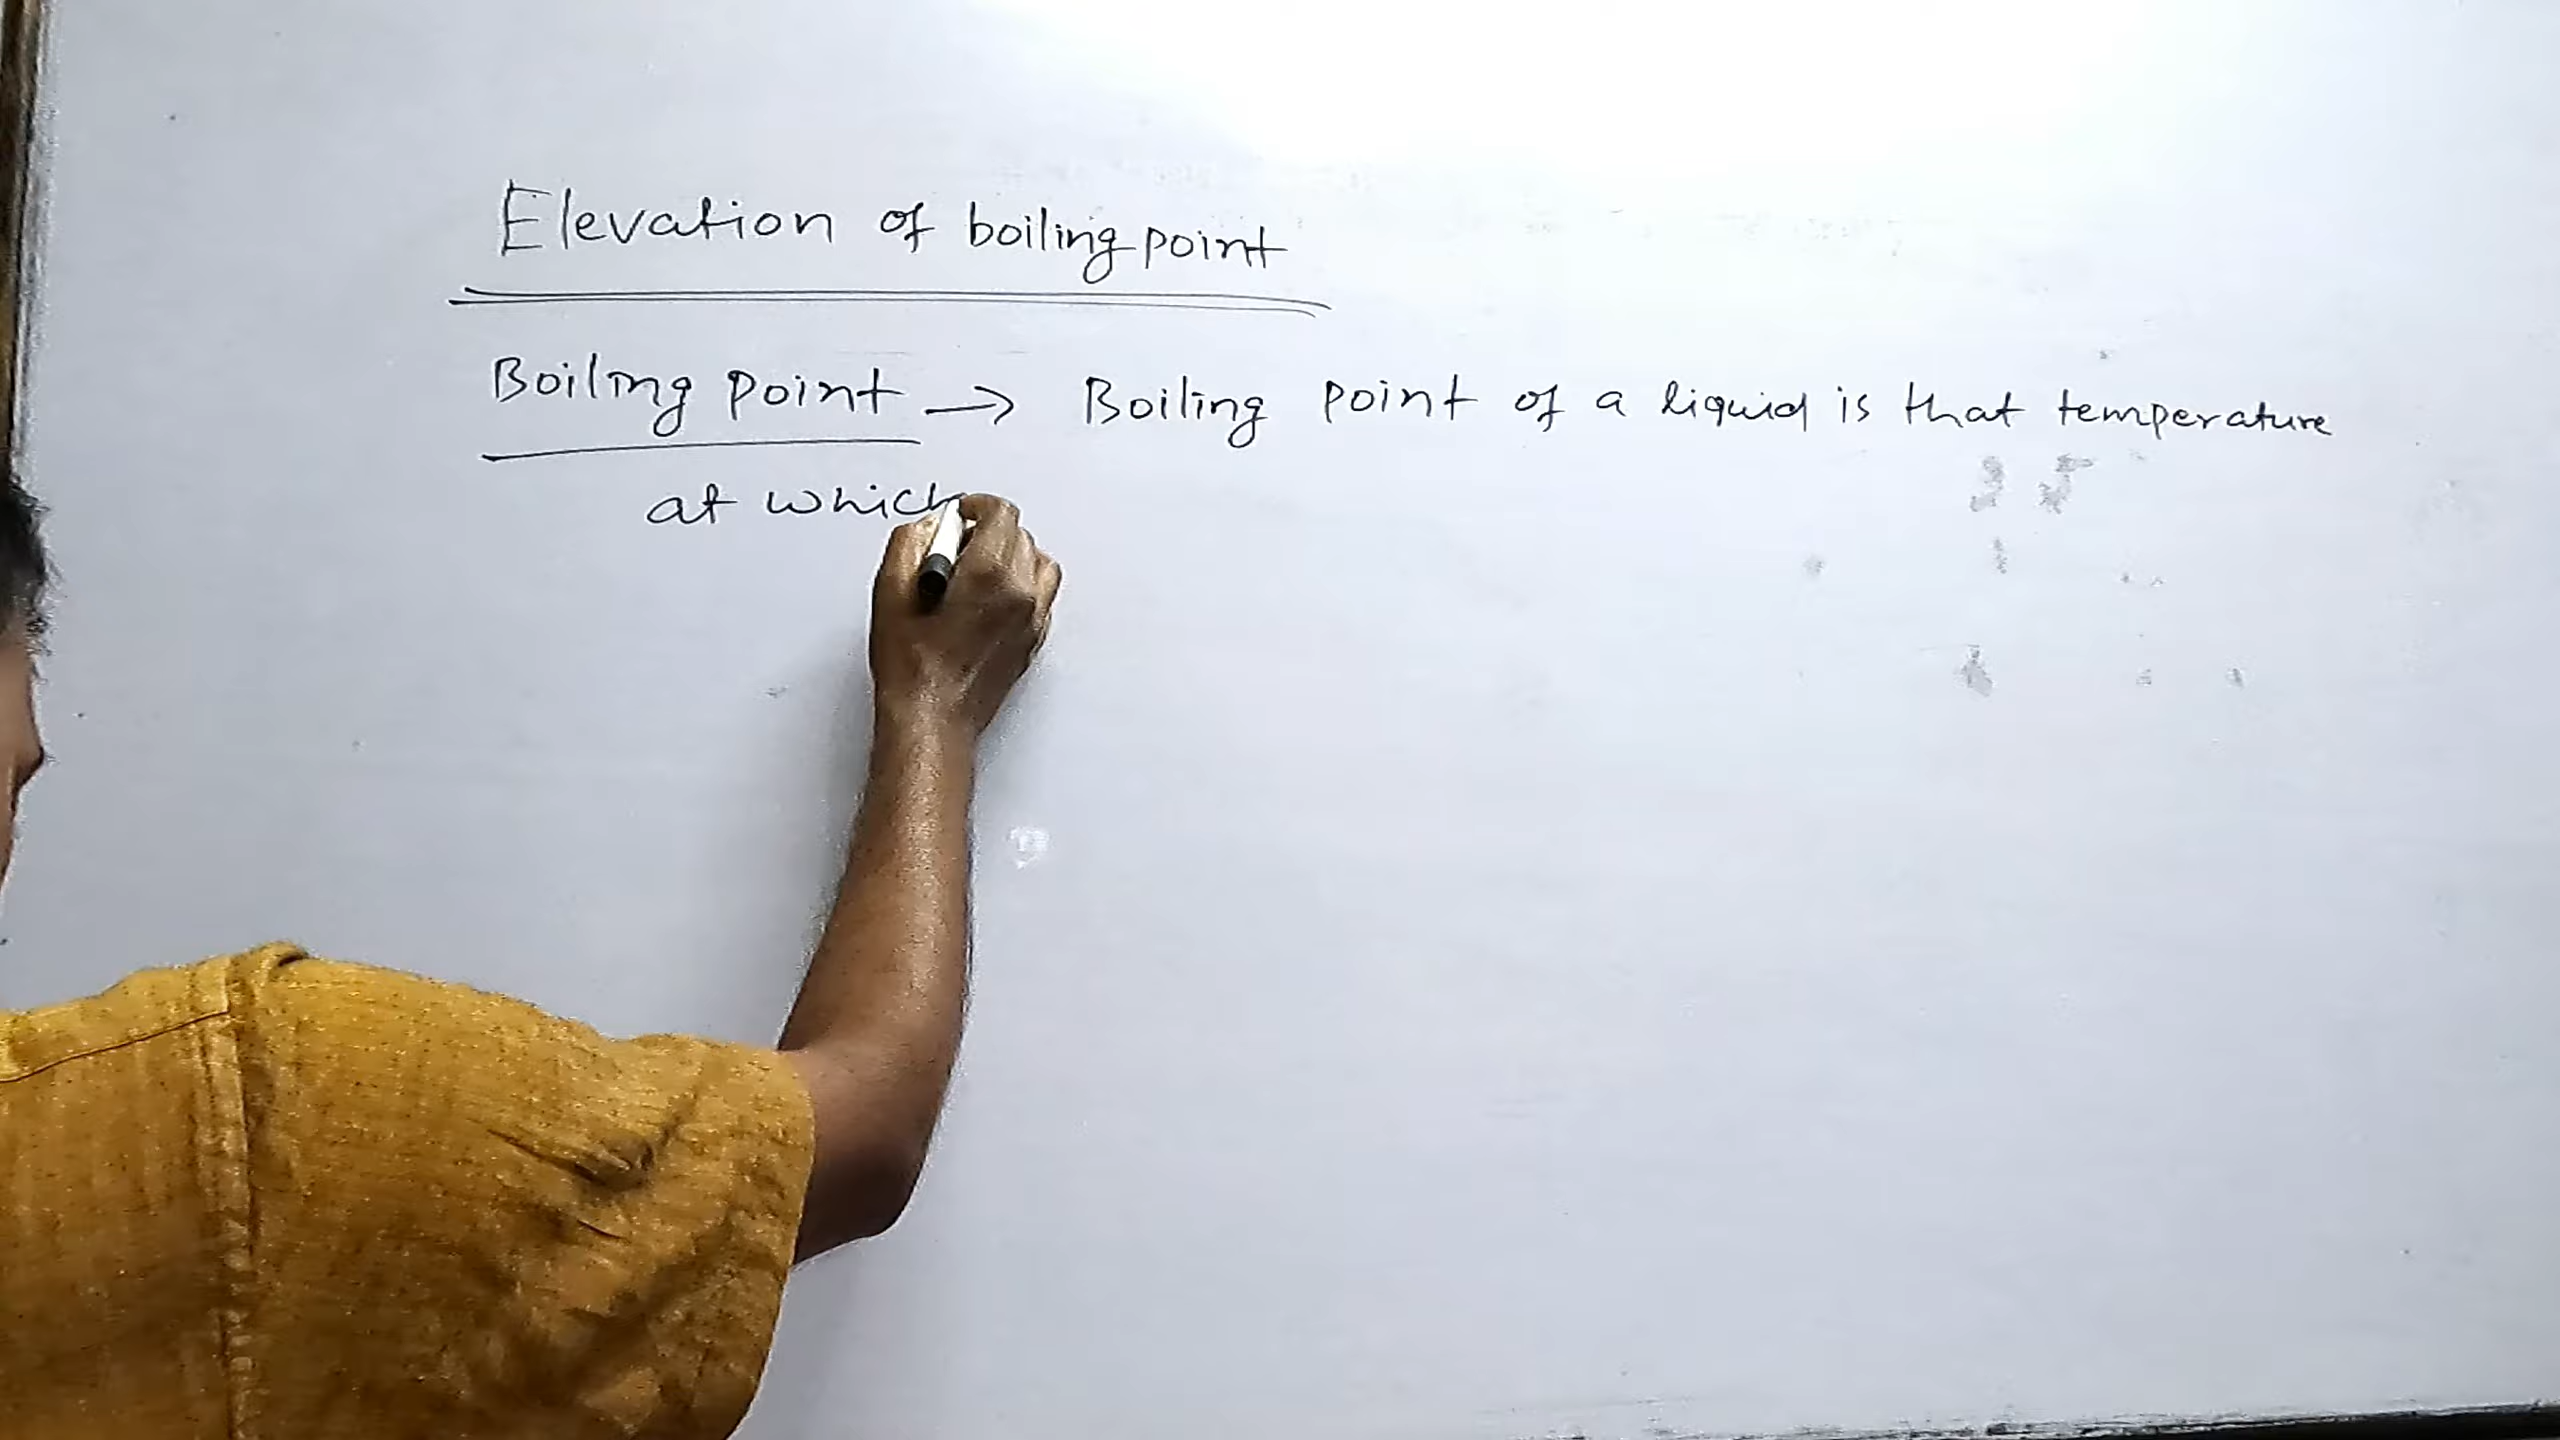 Elevation of boiling point
Boiling point → Boiling point of a liquid is that temperature
at which